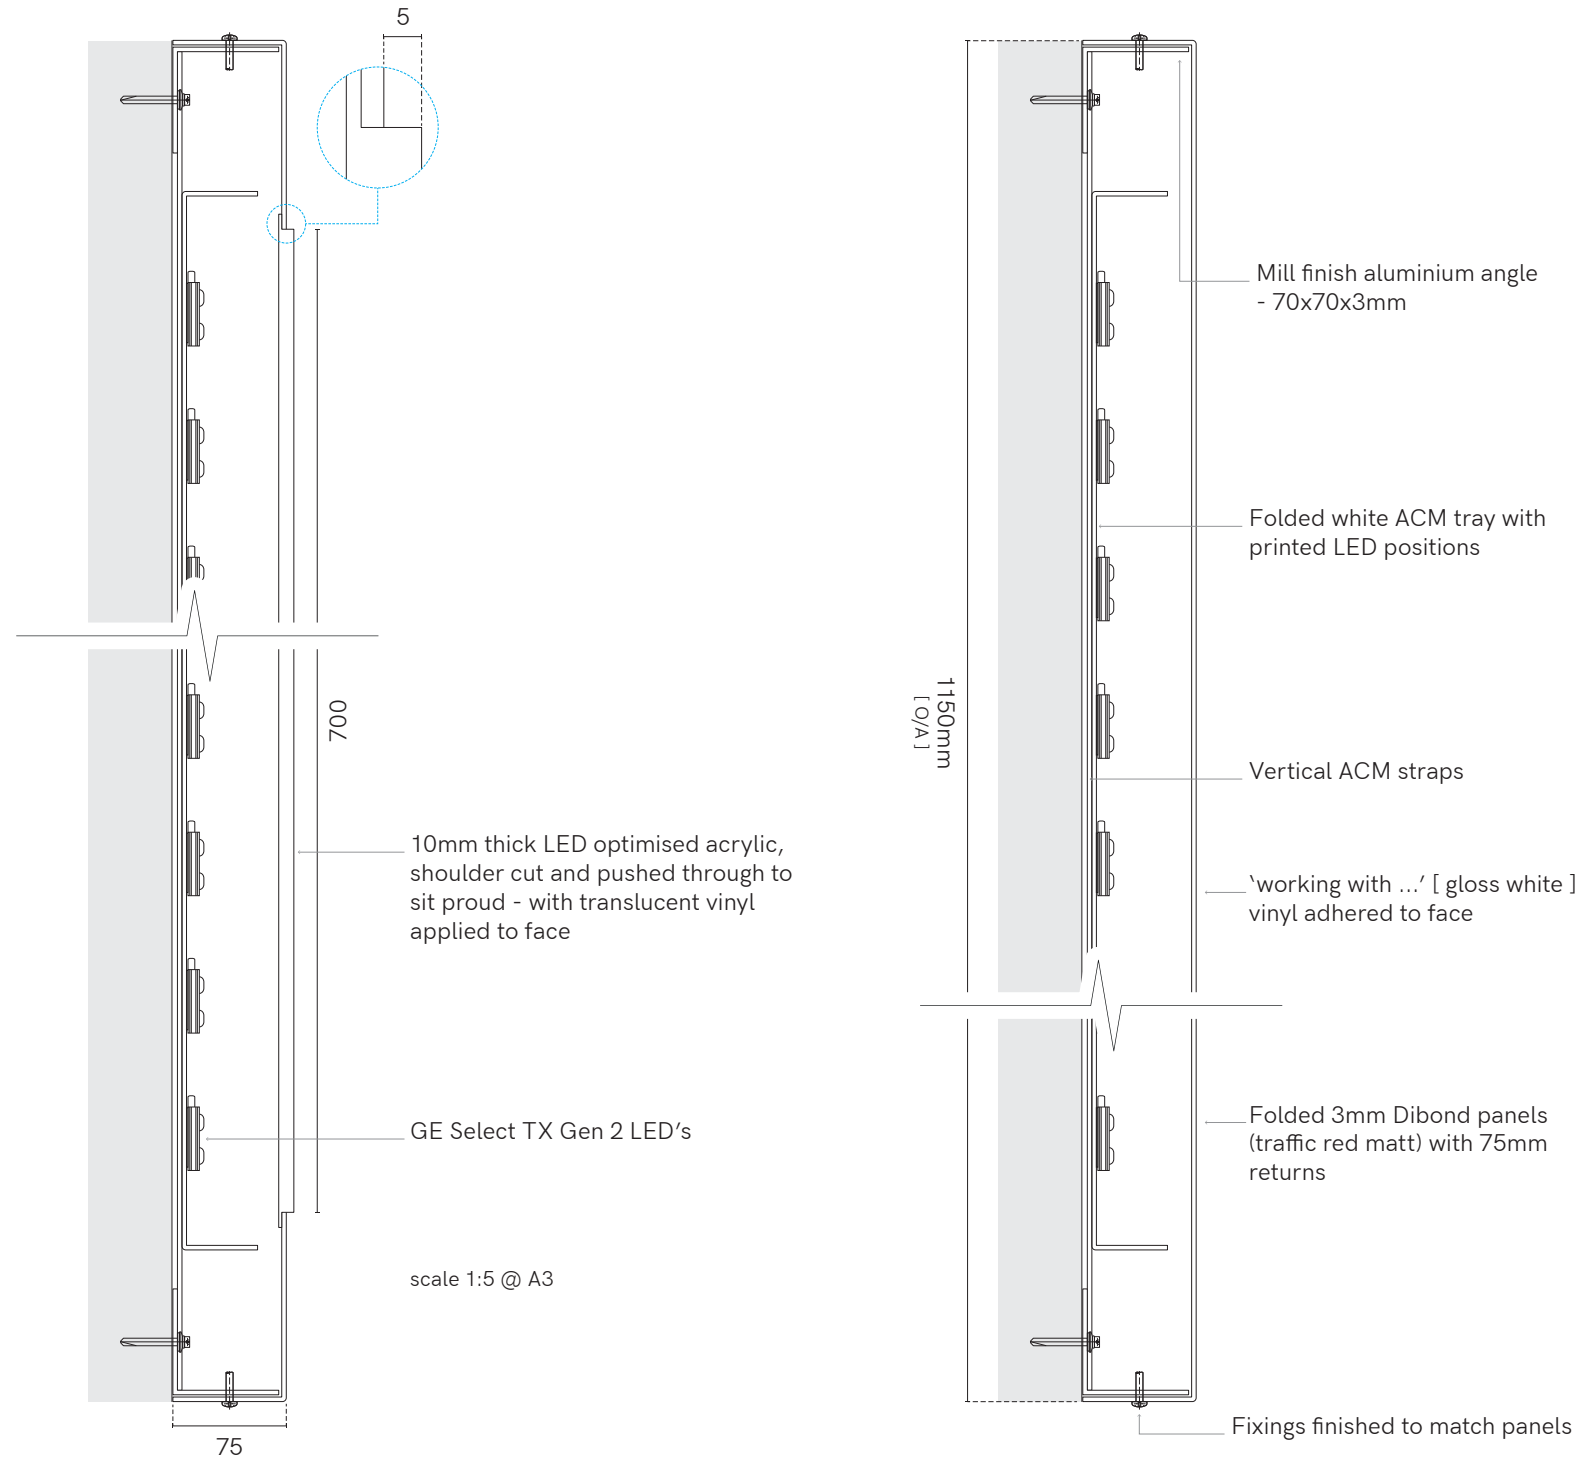 5
Mill finish aluminium angle
- 70x70x3mm
Folded white ACM tray with
printed LED positions
700
1150mm
[ O/A ]
Vertical ACM straps
10mm thick LED optimised acrylic,
shoulder cut and pushed through to
sit proud - with translucent vinyl
applied to face
‘working with ...’ [ gloss white ]
vinyl adhered to face
GE Select TX Gen 2 LED’s
Folded 3mm Dibond panels
(traffic red matt) with 75mm
returns
scale 1:5 @ A3
75
Fixings finished to match panels